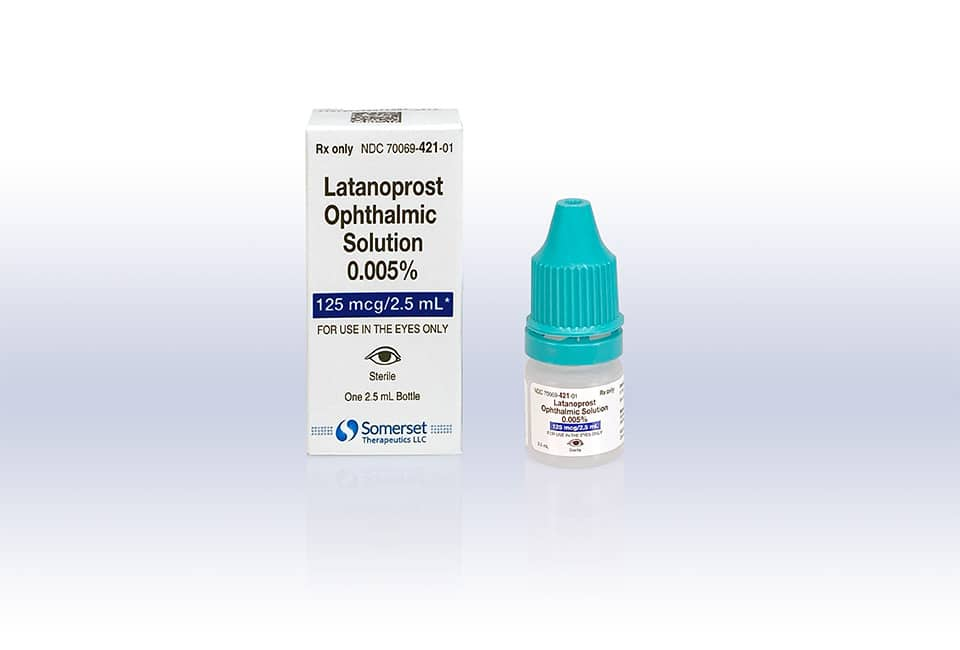 Rx only NDC 70069-421-01
Latanoprost
Ophthalmic
Solution
0.005%
125 mcg/2.5 mL*
FOR USE IN THE EYES ONLY
Sterile
One 2.5 mL Bottle
Somerset
Therapeutics LLC
NDC 70069-421-01 Rx only
Latanoprost
Ophthalmic Solution
0.005%
125 mcg/2.5 mL
FOR USE IN THE EYES ONLY
2.5 mL
Sterile